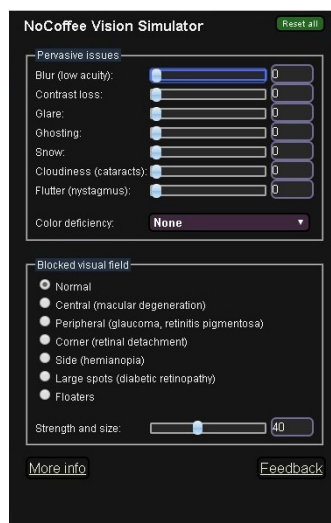 NoCoffee Vision Simulator Reset all
Pervasive issues
Blur (low acuity): 0
Contrast loss: 0
Glare: 0
Ghosting: 0
Snow: 0
Cloudiness (cataracts): 0
Flutter (nystagmus): 0
Color deficiency: None
Blocked visual field
Normal
Central (macular degeneration)
Peripheral (glaucoma, retinitis pigmentosa)
Corner (retinal detachment)
Side (hemianopia)
Large spots (diabetic retinopathy)
Floaters
Strength and size: 40
More info Feedback